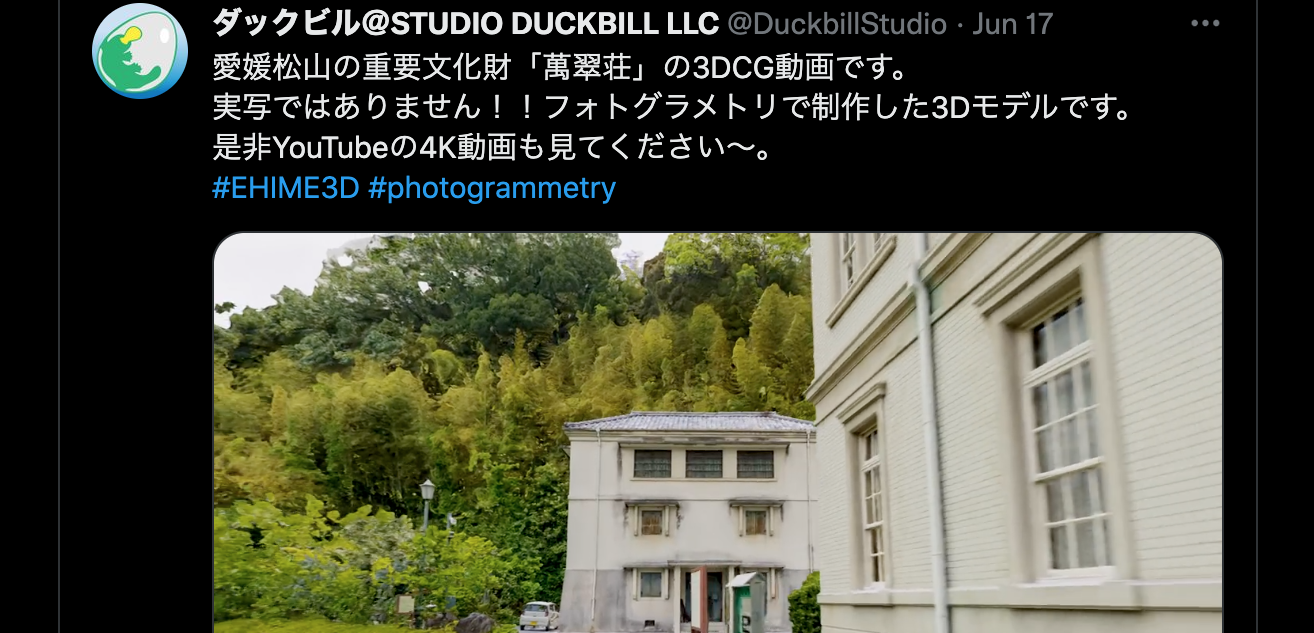 ダックビル@STUDIO DUCKBILL LLC @DuckbillStudio · Jun 17
愛媛松山の重要文化財「萬翠荘」の3DCG動画です。
実写ではありません！！フォトグラメトリで制作した3Dモデルです。
是非YouTubeの4K動画も見てください〜。
#EHIME3D #photogrammetry